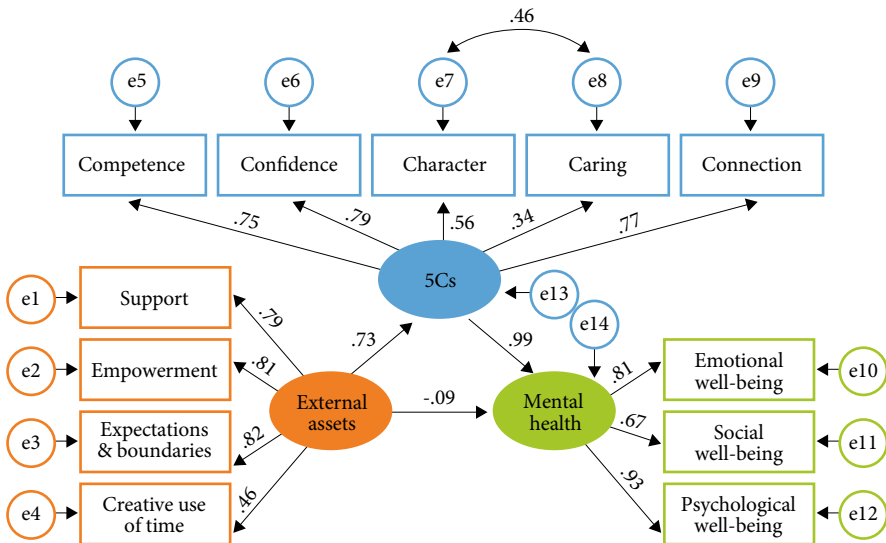 .46
e5
e6
e7
e8
e9
Competence
Confidence
Character
Caring
Connection
.75
.79
.56
.34
.77
5Cs
e13
e14
e1
Support
e2
Empowerment
e3
Expectations
& boundaries
e4
Creative use
of time
.79
.81
.82
.46
External
assets
.73
-.09
.99
Mental
health
.81
.67
.93
Emotional
well-being
e10
Social
well-being
e11
Psychological
well-being
e12